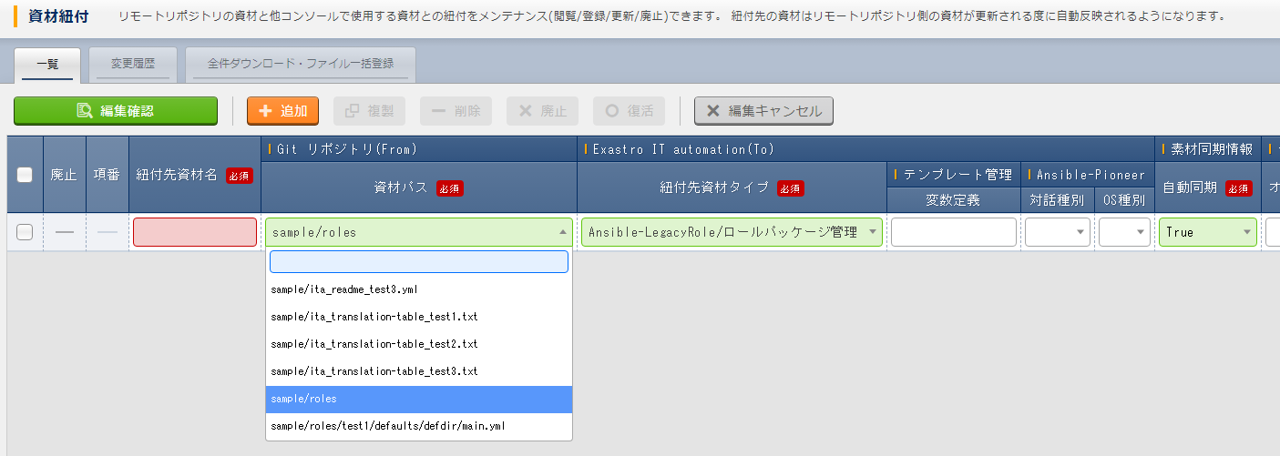 資材紐付 リモートリポジトリの資材と他コンソールで使用する資材との紐付をメンテナンス(閲覧/登録/更新/廃止)できます。 紐付先の資材はリモートリポジトリ側の資材が更新される度に自動反映されるようになります。
一覧 変更履歴 全件ダウンロード・ファイル一括登録
編集確認 追加 複製 削除 廃止 復活 編集キャンセル
Git リポジトリ(From) Exastro IT automation(To) 素材同期情報
廃止 項番 紐付先資材名 必須 資材パス 必須 紐付先資材タイプ 必須 テンプレート管理 Ansible-Pioneer 自動同期 必須
変数定義 対話種別 OS種別
sample/roles Ansible-LegacyRole/ロールパッケージ管理 True
sample/ita_readme_test3.yml
sample/ita_translation-table_test1.txt
sample/ita_translation-table_test2.txt
sample/ita_translation-table_test3.txt
sample/roles
sample/roles/test1/defaults/defdir/main.yml